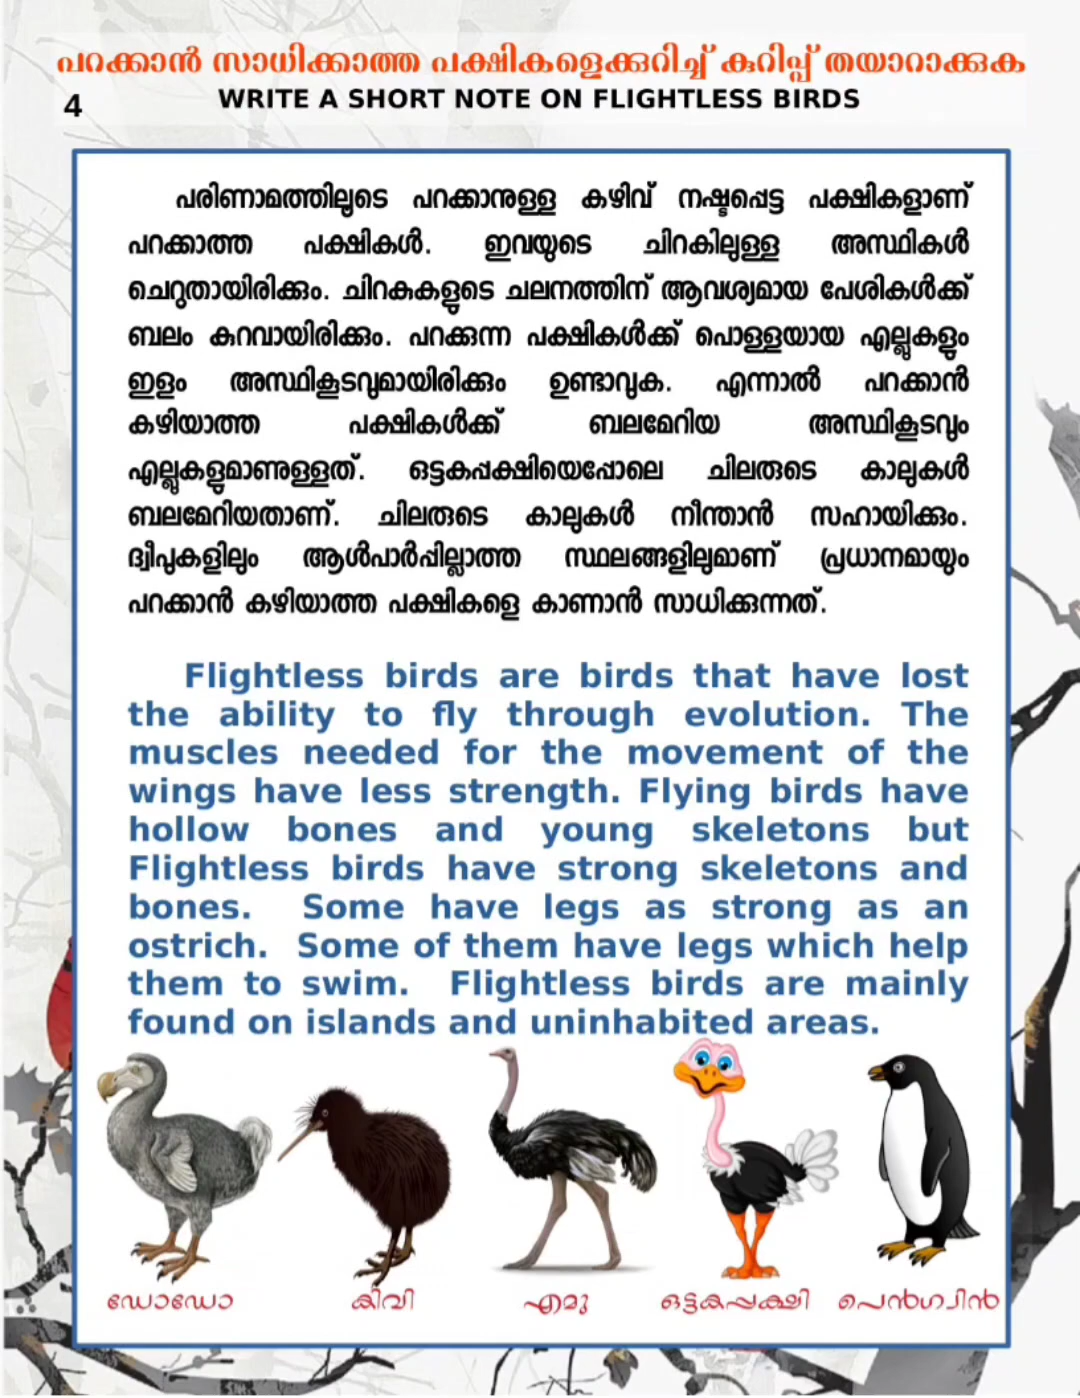 പറക്കാൻ സാധിക്കാത്ത പക്ഷികളെക്കുറിച്ച് കുറിപ്പ് തയാറാക്കുക
4
WRITE A SHORT NOTE ON FLIGHTLESS BIRDS
പരിണാമത്തിലൂടെ പറക്കാനുള്ള കഴിവ് നഷ്ടപ്പെട്ട പക്ഷികളാണ്
പറക്കാത്ത പക്ഷികൾ. ഇവയുടെ ചിറകിലുള്ള അസ്ഥികൾ
ചെറുതായിരിക്കും. ചിറകുകളുടെ ചലനത്തിന് ആവശ്യമായ പേശികൾക്ക്
ബലം കുറവായിരിക്കും. പറക്കുന്ന പക്ഷികൾക്ക് പൊള്ളയായ എല്ലുകളും
ഇളം അസ്ഥികൂടവുമായിരിക്കും ഉണ്ടാവുക. എന്നാൽ പറക്കാൻ
കഴിയാത്ത പക്ഷികൾക്ക് ബലമേറിയ അസ്ഥികൂടവും
എല്ലുകളുമാണുള്ളത്. ഒട്ടകപ്പക്ഷിയെപ്പോലെ ചിലരുടെ കാലുകൾ
ബലമേറിയതാണ്. ചിലരുടെ കാലുകൾ നീന്താൻ സഹായിക്കും.
ദ്വീപുകളിലും ആൾപാർപ്പില്ലാത്ത സ്ഥലങ്ങളിലുമാണ് പ്രധാനമായും
പറക്കാൻ കഴിയാത്ത പക്ഷികളെ കാണാൻ സാധിക്കുന്നത്.
Flightless birds are birds that have lost
the ability to fly through evolution. The
muscles needed for the movement of the
wings have less strength. Flying birds have
hollow bones and young skeletons but
Flightless birds have strong skeletons and
bones. Some have legs as strong as an
ostrich. Some of them have legs which help
them to swim. Flightless birds are mainly
found on islands and uninhabited areas.
ഡോഡോ കിവി എമു ഒട്ടകപ്പക്ഷി പെൻഗ്വിൻ